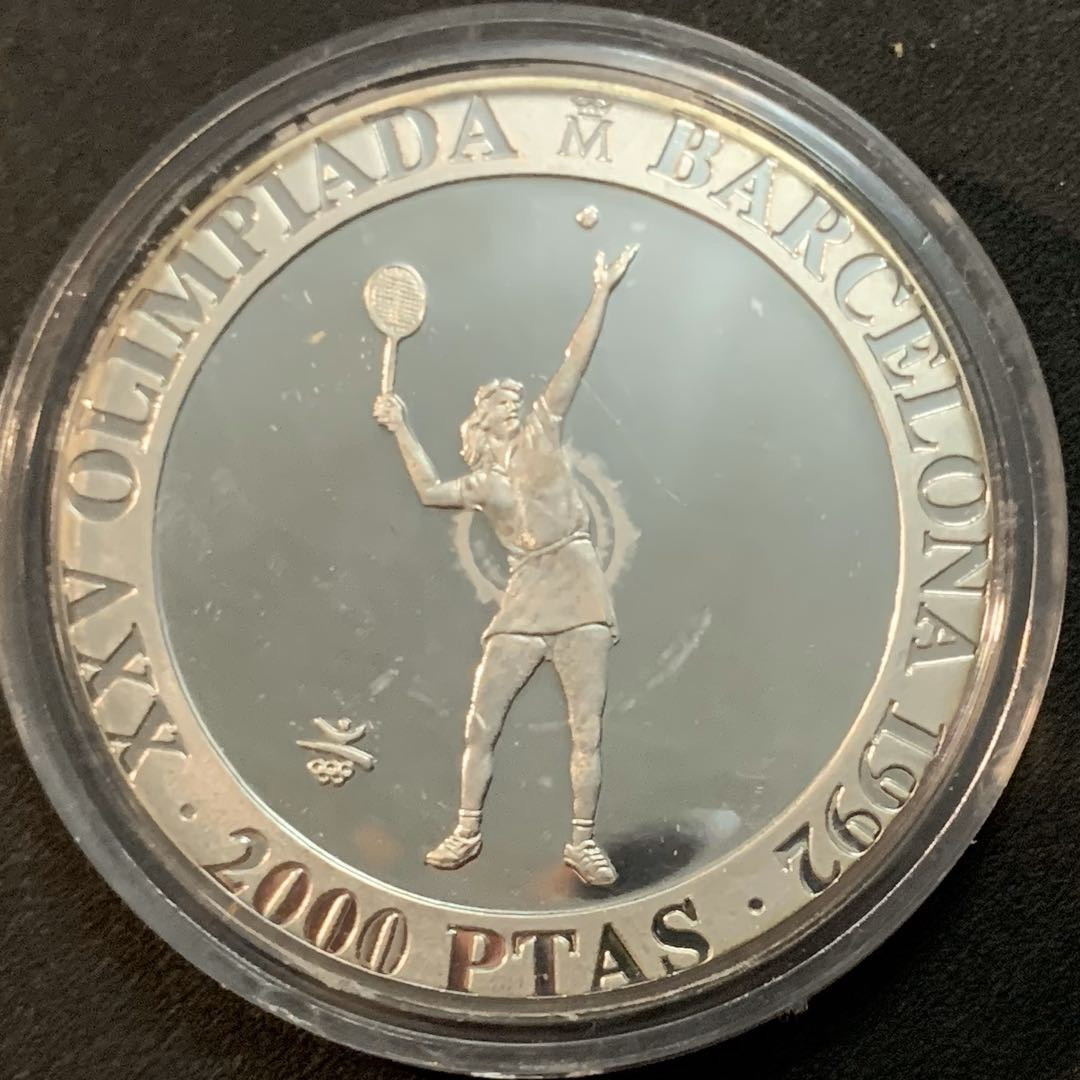 XXV OLIMPIADA M BARCELONA 1992
· 2000 PTAS ·